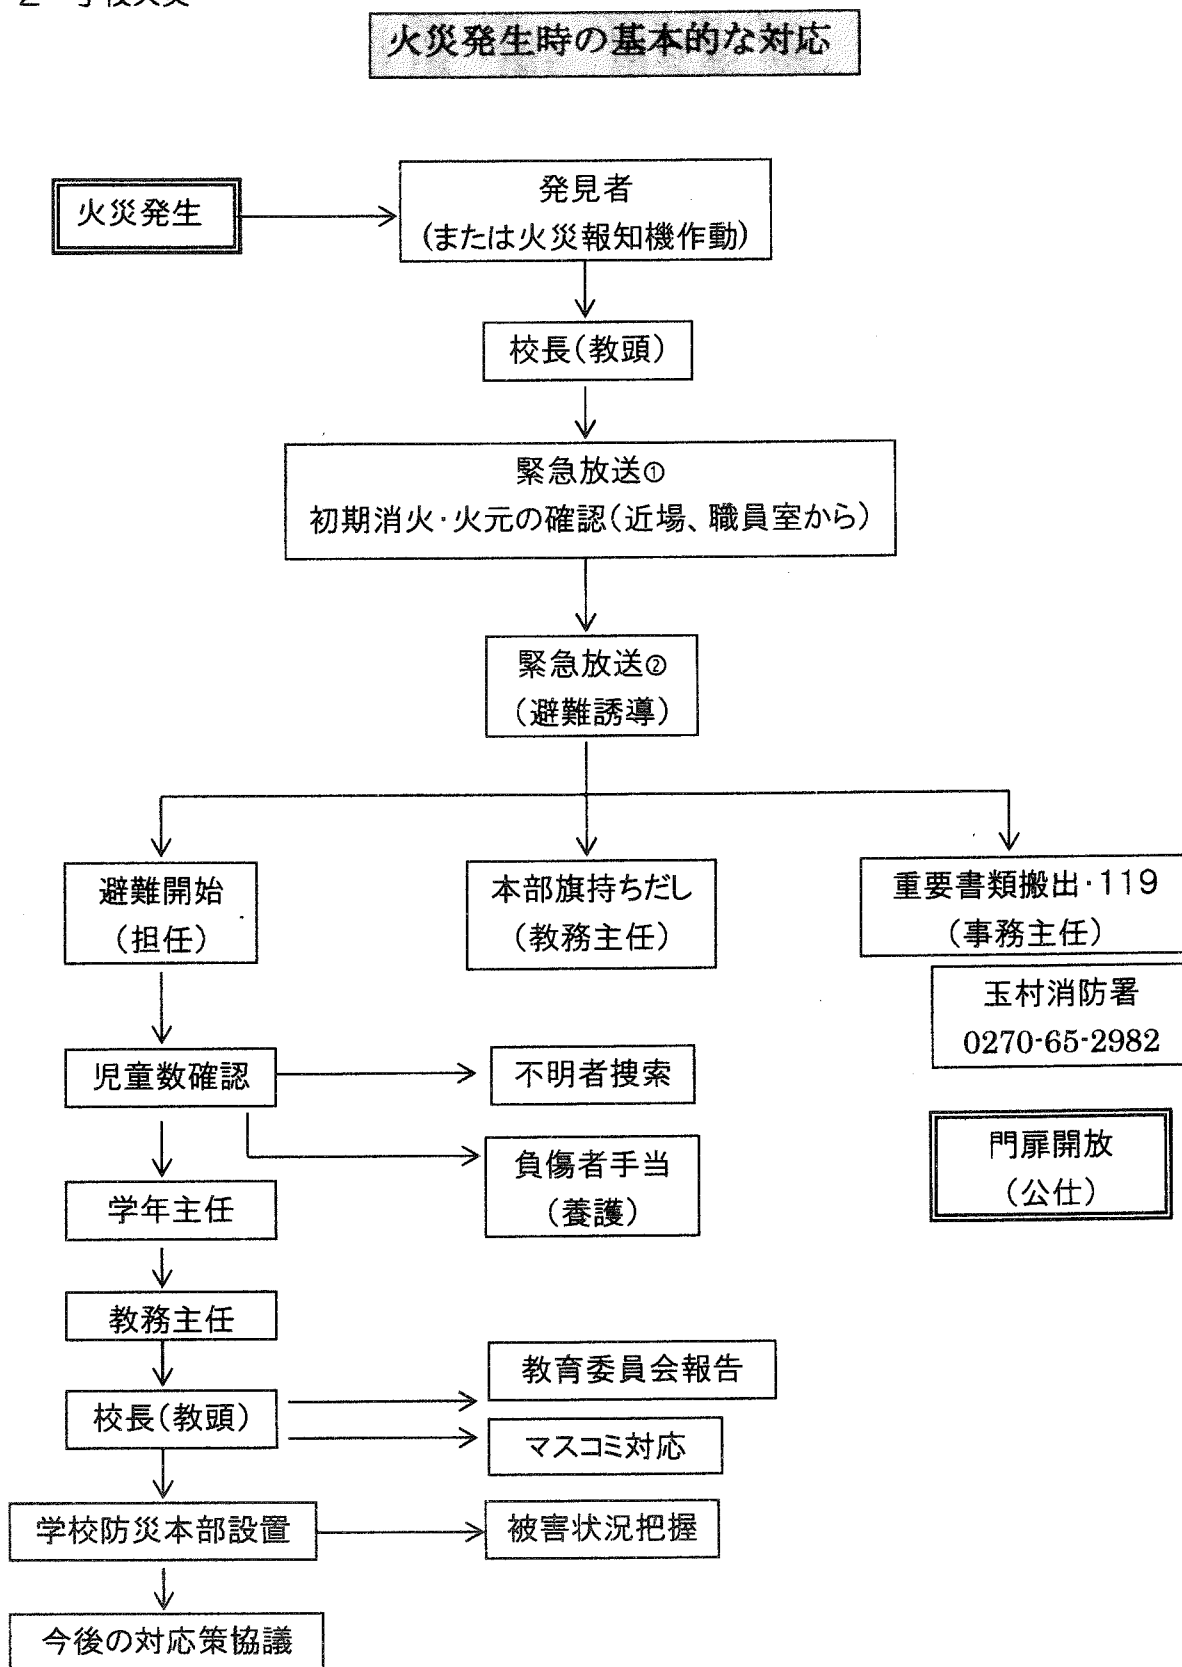 2 学校火災
火災発生時の基本的な対応
火災発生
発見者
(または火災報知機作動)
校長(教頭)
緊急放送①
初期消火・火元の確認(近場、職員室から)
緊急放送②
(避難誘導)
避難開始
(担任)
本部旗持ちだし
(教務主任)
重要書類搬出・119
(事務主任)
玉村消防署
0270-65-2982
児童数確認
不明者捜索
負傷者手当
(養護)
門扉開放
(公仕)
学年主任
教務主任
校長(教頭)
教育委員会報告
マスコミ対応
学校防災本部設置
被害状況把握
今後の対応策協議